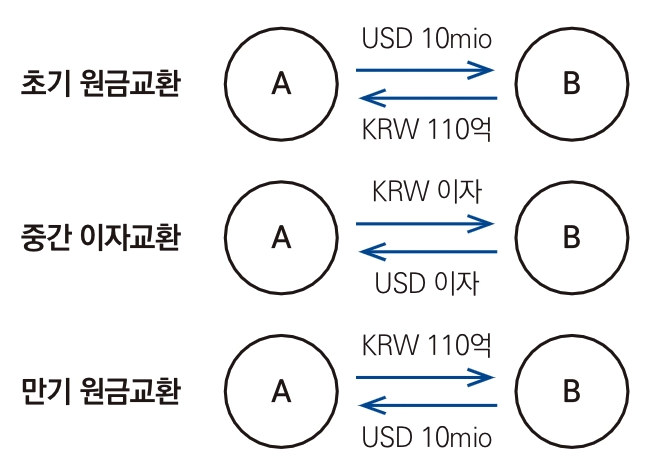 USD 10mio
초기 원금교환 A B
KRW 110억
KRW 이자
중간 이자교환 A B
USD 이자
KRW 110억
만기 원금교환 A B
USD 10mio